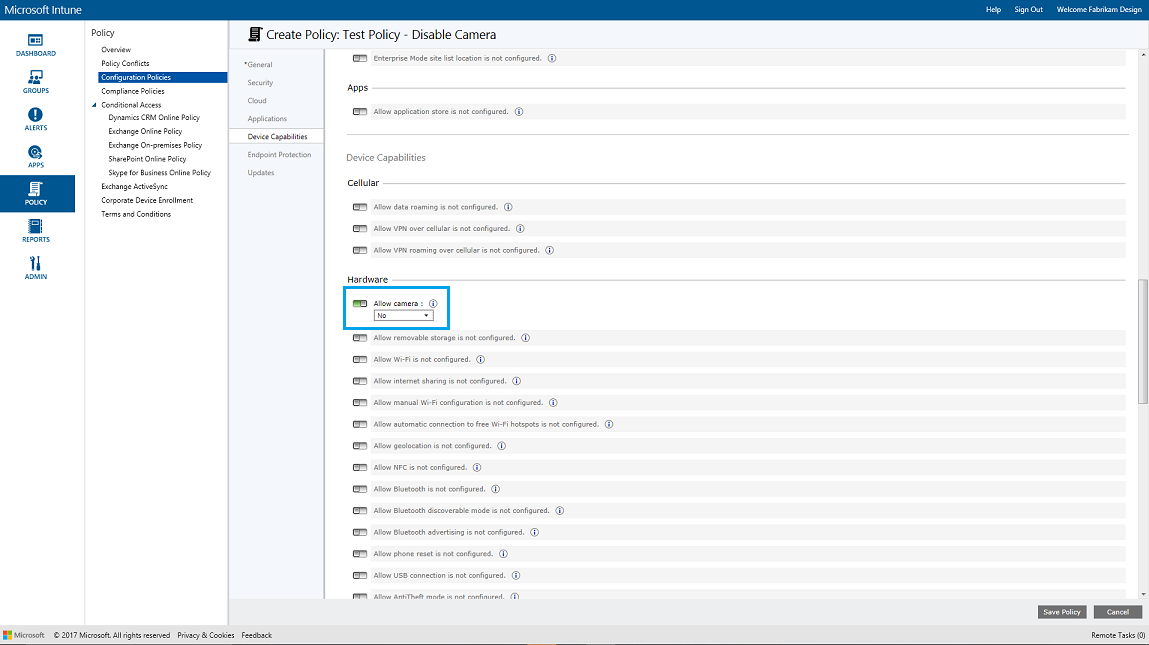 Microsoft Intune
Help Sign Out Welcome Fabrikam Design
DASHBOARD
GROUPS
ALERTS
APPS
POLICY
REPORTS
ADMIN
Policy
Overview
Policy Conflicts
Configuration Policies
Compliance Policies
Conditional Access
Dynamics CRM Online Policy
Exchange Online Policy
Exchange On-premises Policy
SharePoint Online Policy
Skype for Business Online Policy
Exchange ActiveSync
Corporate Device Enrollment
Terms and Conditions
Create Policy: Test Policy - Disable Camera
*General
Security
Cloud
Applications
Device Capabilities
Endpoint Protection
Updates
Enterprise Mode site list location is not configured.
Apps
Allow application store is not configured.
Device Capabilities
Cellular
Allow data roaming is not configured.
Allow VPN over cellular is not configured.
Allow VPN roaming over cellular is not configured.
Hardware
Allow camera :
No
Allow removable storage is not configured.
Allow Wi-Fi is not configured.
Allow internet sharing is not configured.
Allow manual Wi-Fi configuration is not configured.
Allow automatic connection to free Wi-Fi hotspots is not configured.
Allow geolocation is not configured.
Allow NFC is not configured.
Allow Bluetooth is not configured.
Allow Bluetooth discoverable mode is not configured.
Allow Bluetooth advertising is not configured.
Allow phone reset is not configured.
Allow USB connection is not configured.
Allow AntiTheft mode is not configured.
Save Policy Cancel
Microsoft © 2017 Microsoft. All rights reserved Privacy & Cookies Feedback
Remote Tasks (0)